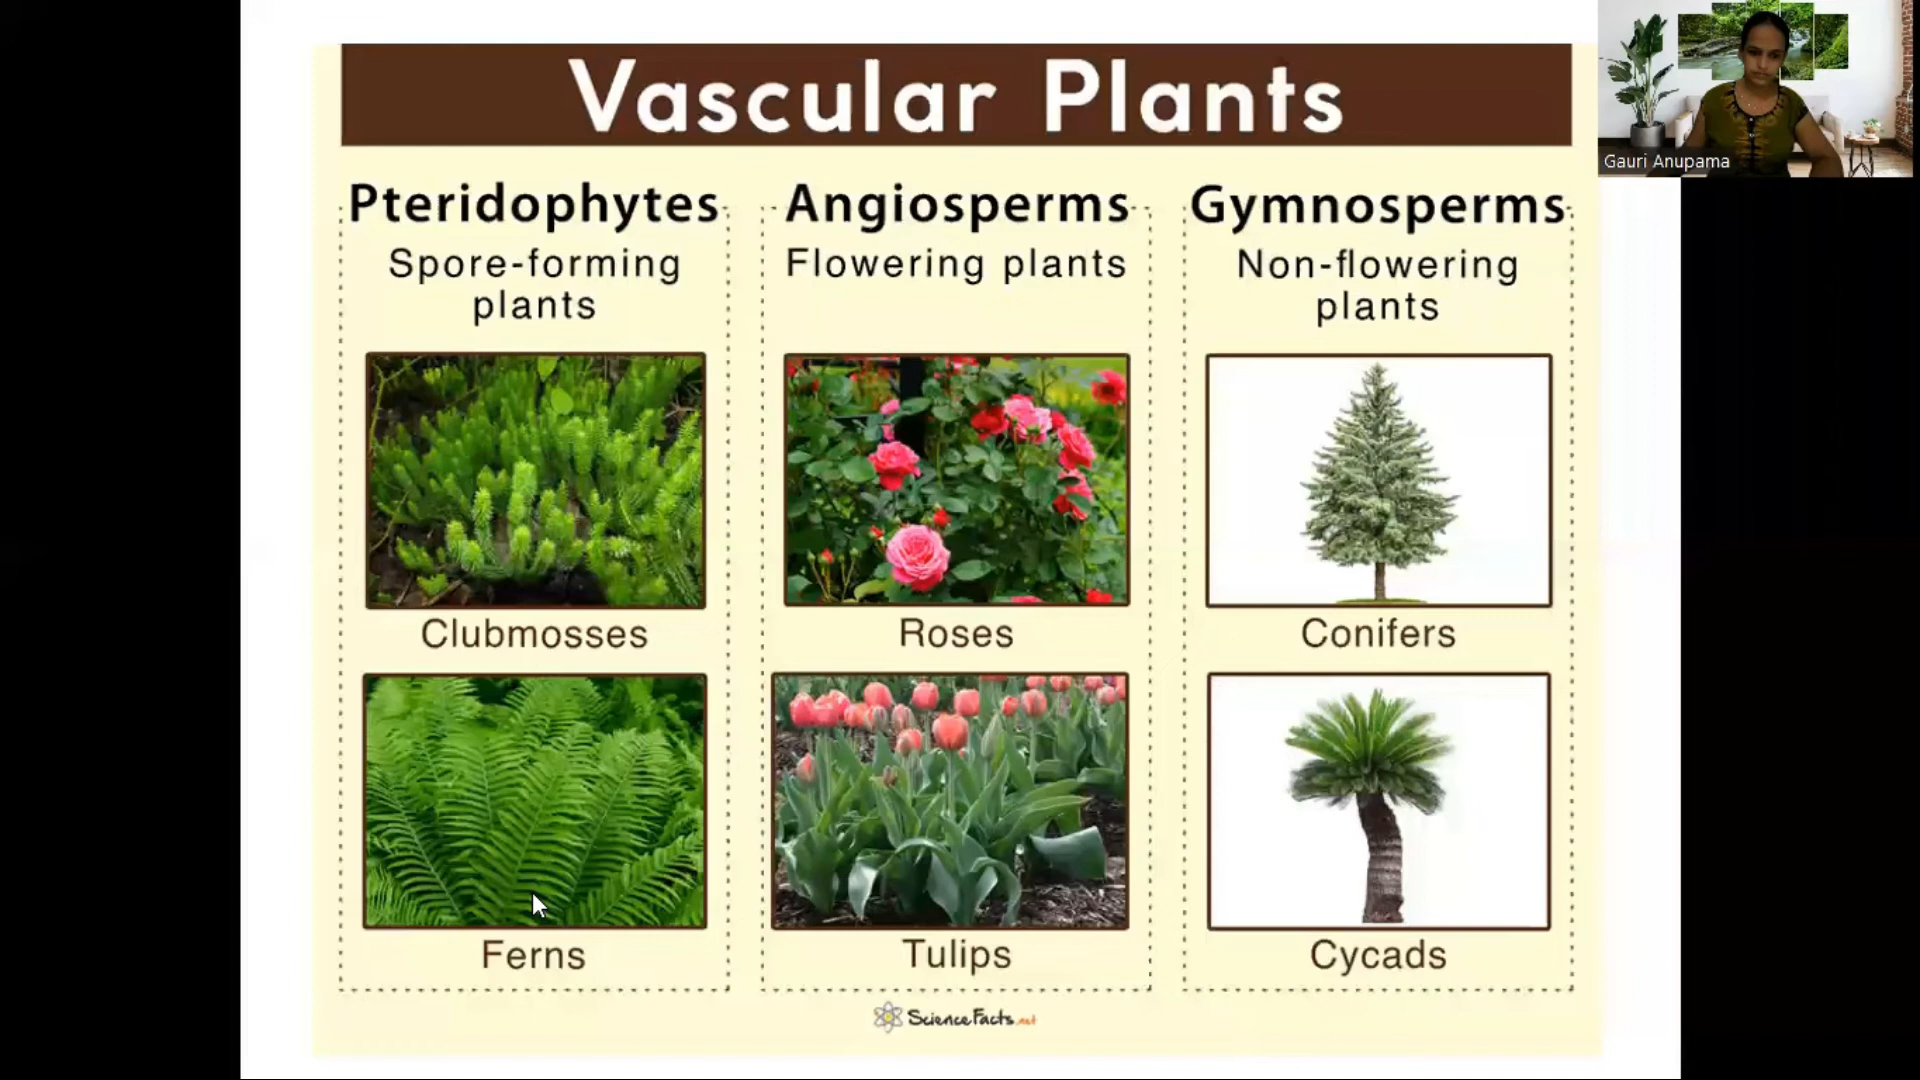 Vascular Plants
Gauri Anupama
Pteridophytes
Spore-forming
plants
Clubmosses
Ferns
Angiosperms
Flowering plants
Roses
Tulips
Gymnosperms
Non-flowering
plants
Conifers
Cycads
ScienceFacts.net